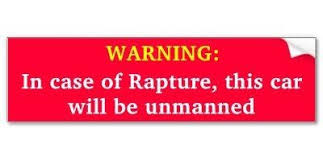 WARNING:
In case of Rapture, this car
will be unmanned